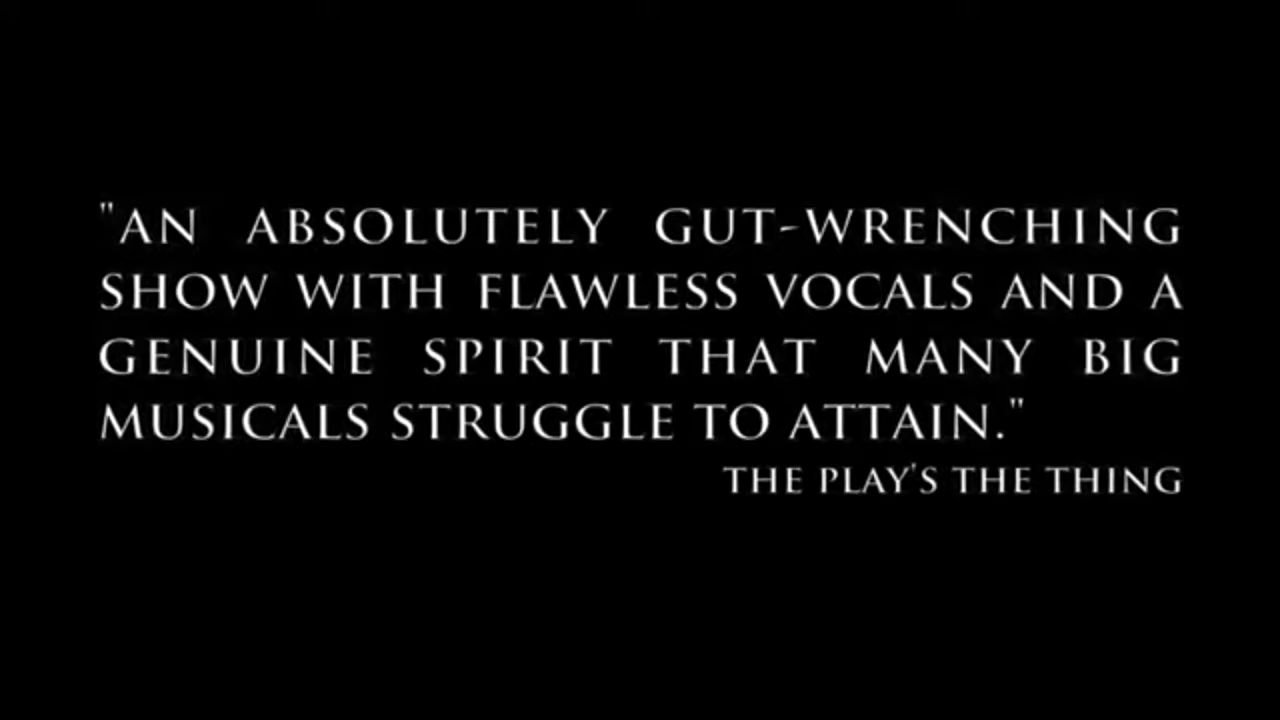 "AN ABSOLUTELY GUT-WRENCHING
SHOW WITH FLAWLESS VOCALS AND A
GENUINE SPIRIT THAT MANY BIG
MUSICALS STRUGGLE TO ATTAIN."
THE PLAY'S THE THING